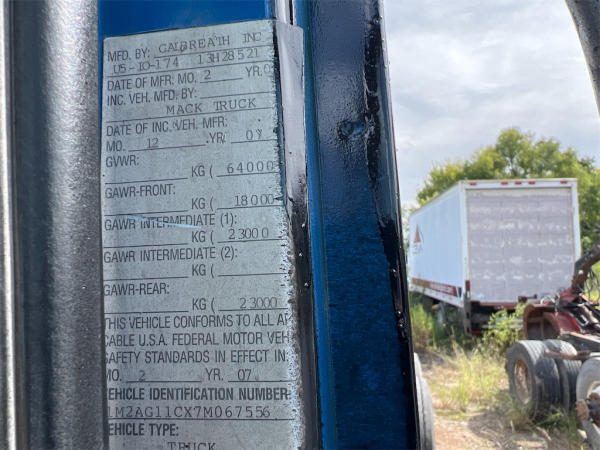 MFD. BY: GALBREATH INC
U5-10-174 13H28521
DATE OF MFR: MO. 2 YR. 0
INC. VEH. MFD. BY:
MACK TRUCK
DATE OF INC. VEH. MFR:
MO. 12 YR. 07
GVWR:
KG ( 64000
GAWR-FRONT:
KG ( 18000
GAWR INTERMEDIATE (1):
KG ( 23000
GAWR INTERMEDIATE (2):
KG (
GAWR-REAR:
KG ( 23000
THIS VEHICLE CONFORMS TO ALL A
CABLE U.S.A. FEDERAL MOTOR VEH
SAFETY STANDARDS IN EFFECT IN
MO. 2 YR. 07
VEHICLE IDENTIFICATION NUMBER:
1M2AG11CX7M067556
VEHICLE TYPE:
TRUCK